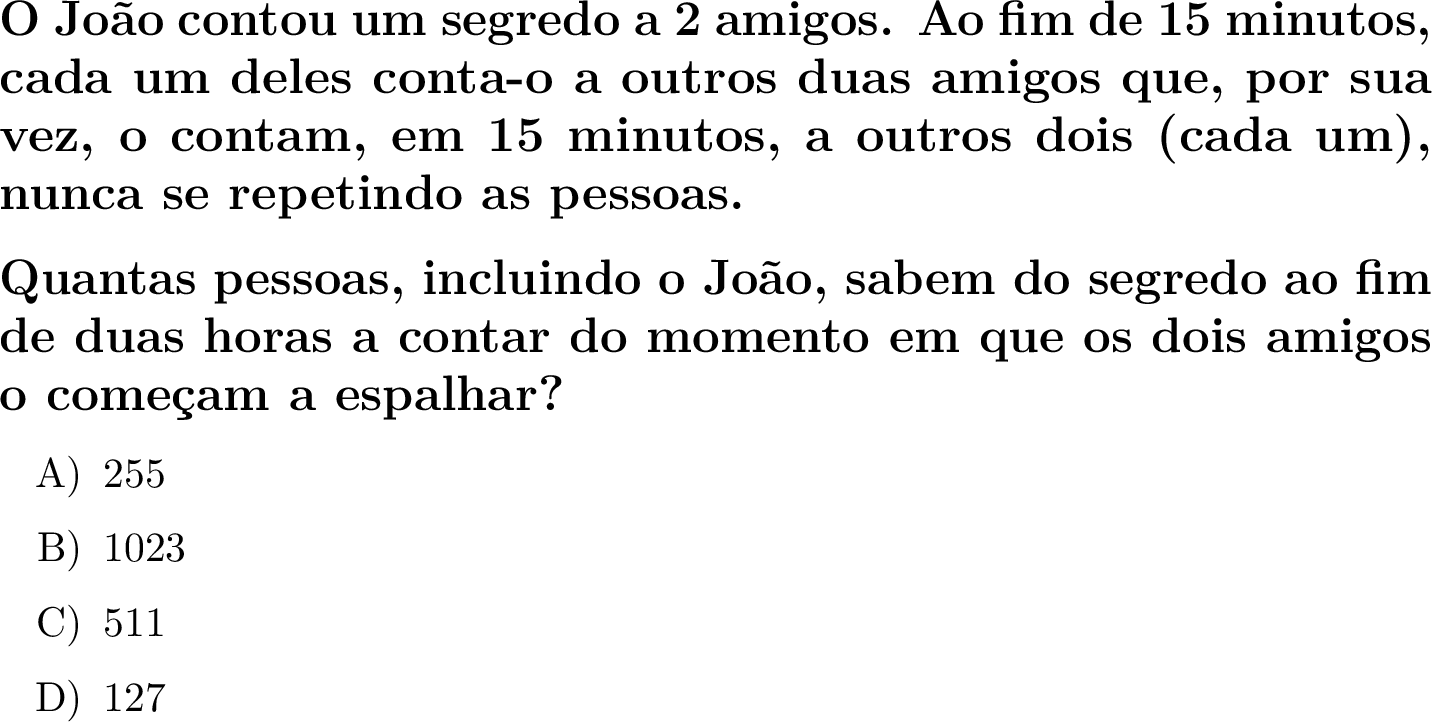 O João contou um segredo a 2 amigos. Ao fim de 15 minutos,
cada um deles conta-o a outros duas amigos que, por sua
vez, o contam, em 15 minutos, a outros dois (cada um),
nunca se repetindo as pessoas.
Quantas pessoas, incluindo o João, sabem do segredo ao fim
de duas horas a contar do momento em que os dois amigos
o começam a espalhar?
A) 255
B) 1023
C) 511
D) 127